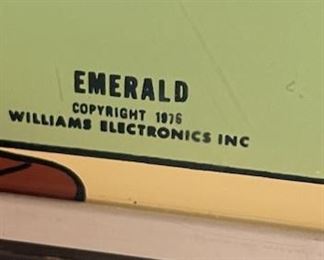 EMERALD
COPYRIGHT 1976
WILLIAMS ELECTRONICS INC